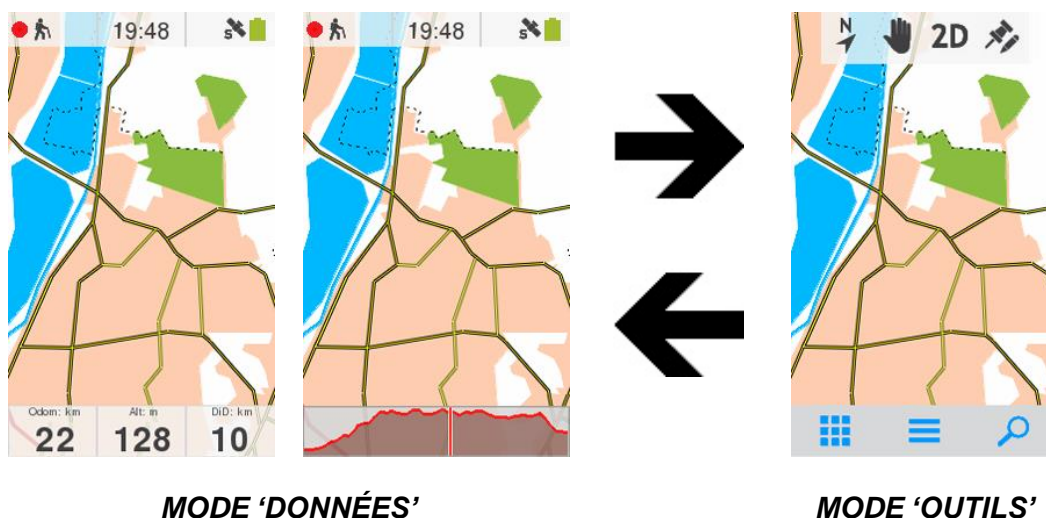 19:48 S
19:48 S
N 2D
Odom: km Alt: m DiD: km
22 128 10
MODE ‘DONNÉES’ MODE ‘OUTILS’